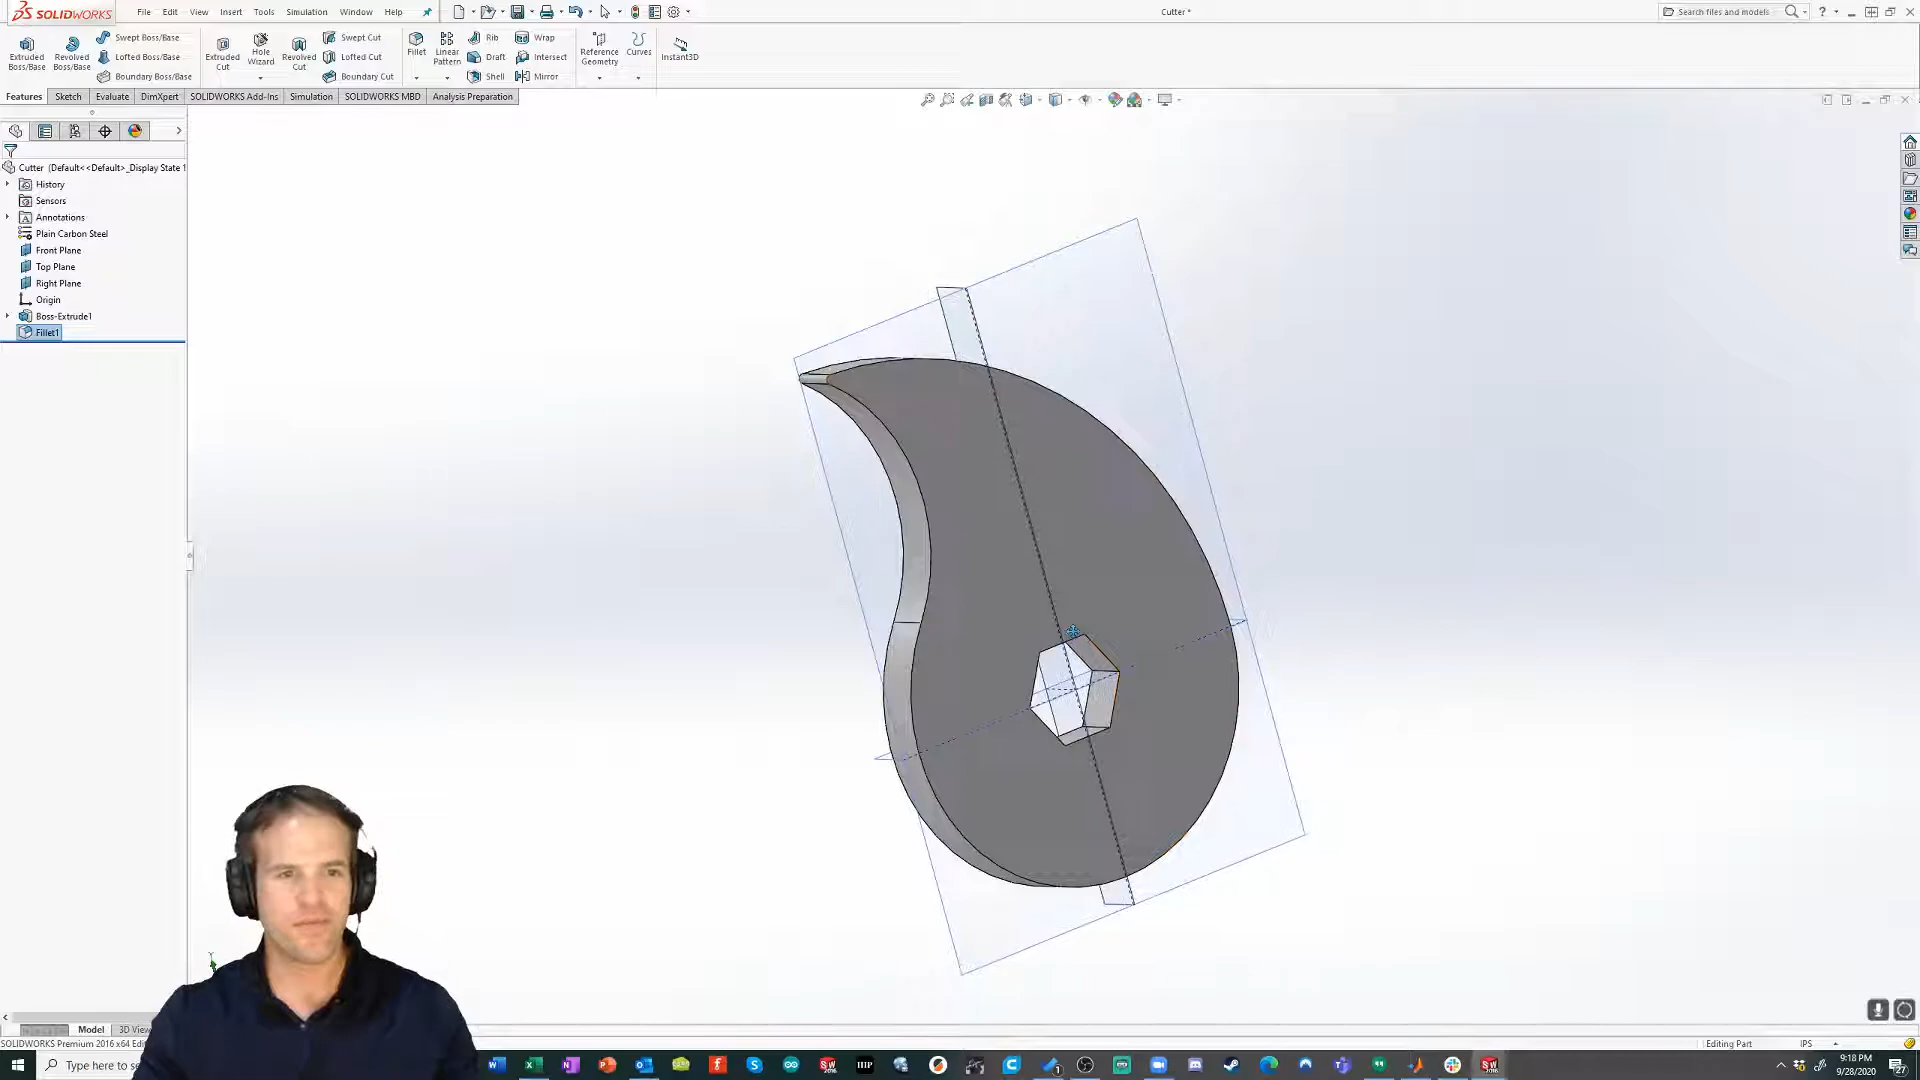 SOLIDWORKS File Edit View Insert Tools Simulation Window Help Cutter * Search files and models
Extruded Boss/Base
Revolved Boss/Base
Swept Boss/Base
Lofted Boss/Base
Boundary Boss/Base
Extruded Cut
Hole Wizard
Revolved Cut
Swept Cut
Lofted Cut
Boundary Cut
Fillet
Linear Pattern
Rib
Draft
Shell
Wrap
Intersect
Mirror
Reference Geometry
Curves
Instant3D
Features Sketch Evaluate DimXpert SOLIDWORKS Add-Ins Simulation SOLIDWORKS MBD Analysis Preparation
Cutter (Default<<Default>_Display State 1
History
Sensors
Annotations
Plain Carbon Steel
Front Plane
Top Plane
Right Plane
Origin
Boss-Extrude1
Fillet1
Model 3D View
SOLIDWORKS Premium 2016 x64 Edi
Editing Part IPS
Type here to se
9:18 PM
9/28/2020
27